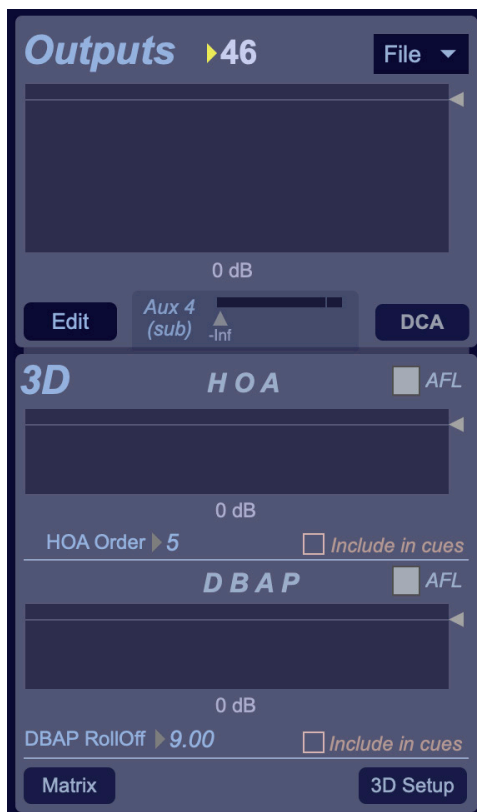 Outputs 46 File
0 dB
Edit Aux 4 (sub) -Inf DCA
3D HOA AFL
0 dB
HOA Order 5 Include in cues
DBAP AFL
0 dB
DBAP RollOff 9.00 Include in cues
Matrix 3D Setup